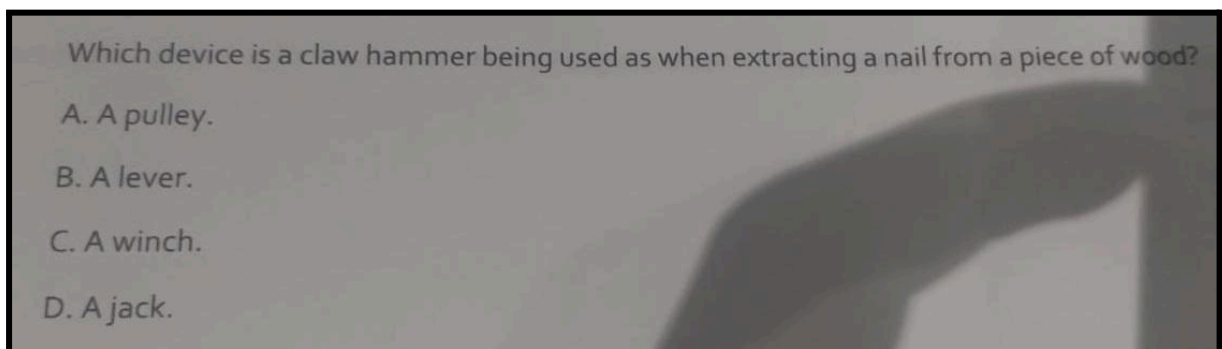 Which device is a claw hammer being used as when extracting a nail from a piece of wood?
A. A pulley.
B. A lever.
C. A winch.
D. A jack.